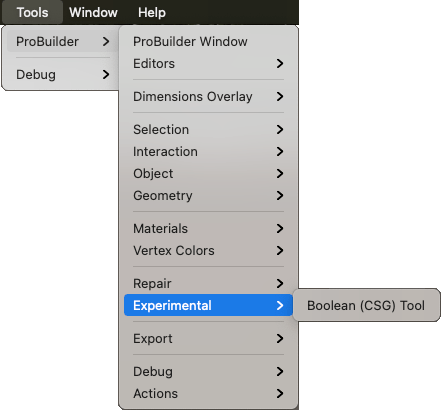 Tools Window Help
ProBuilder
Debug
ProBuilder Window
Editors
Dimensions Overlay
Selection
Interaction
Object
Geometry
Materials
Vertex Colors
Repair
Experimental
Boolean (CSG) Tool
Export
Debug
Actions